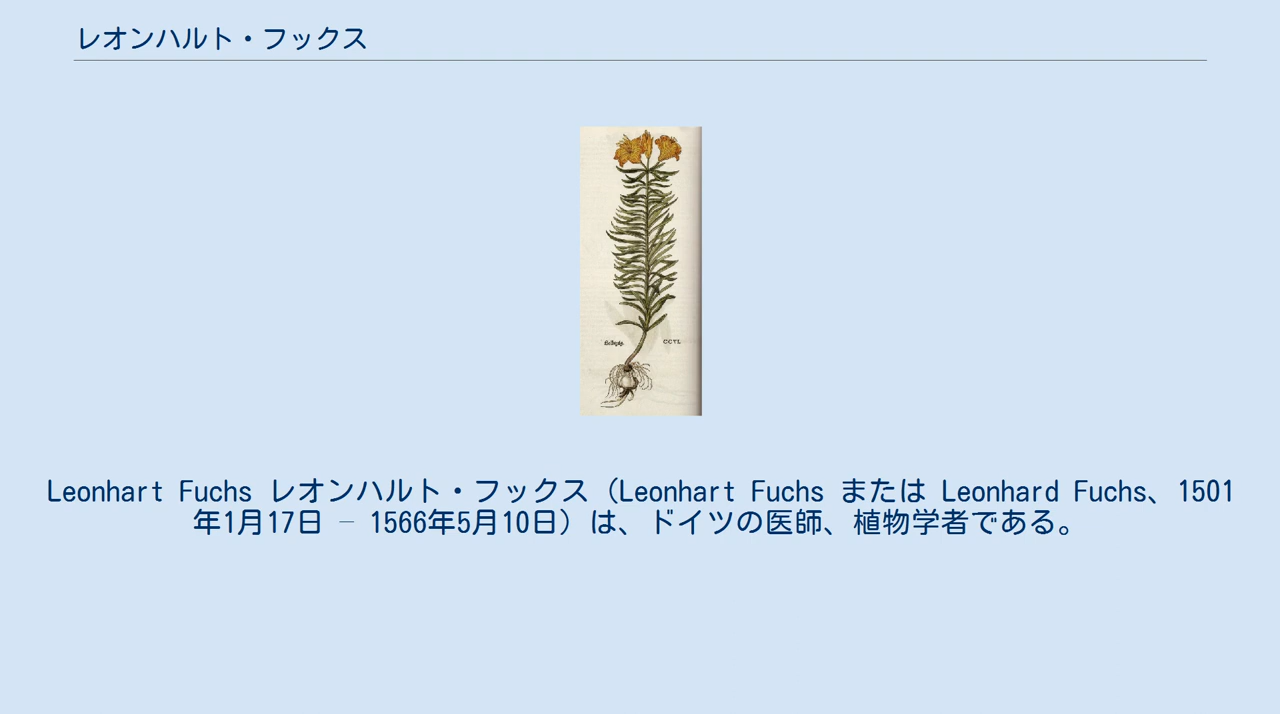 レオンハルト・フックス
CCVL
Leonhart Fuchs レオンハルト・フックス（Leonhart Fuchs または Leonhard Fuchs、1501
年1月17日 – 1566年5月10日）は、ドイツの医師、植物学者である。